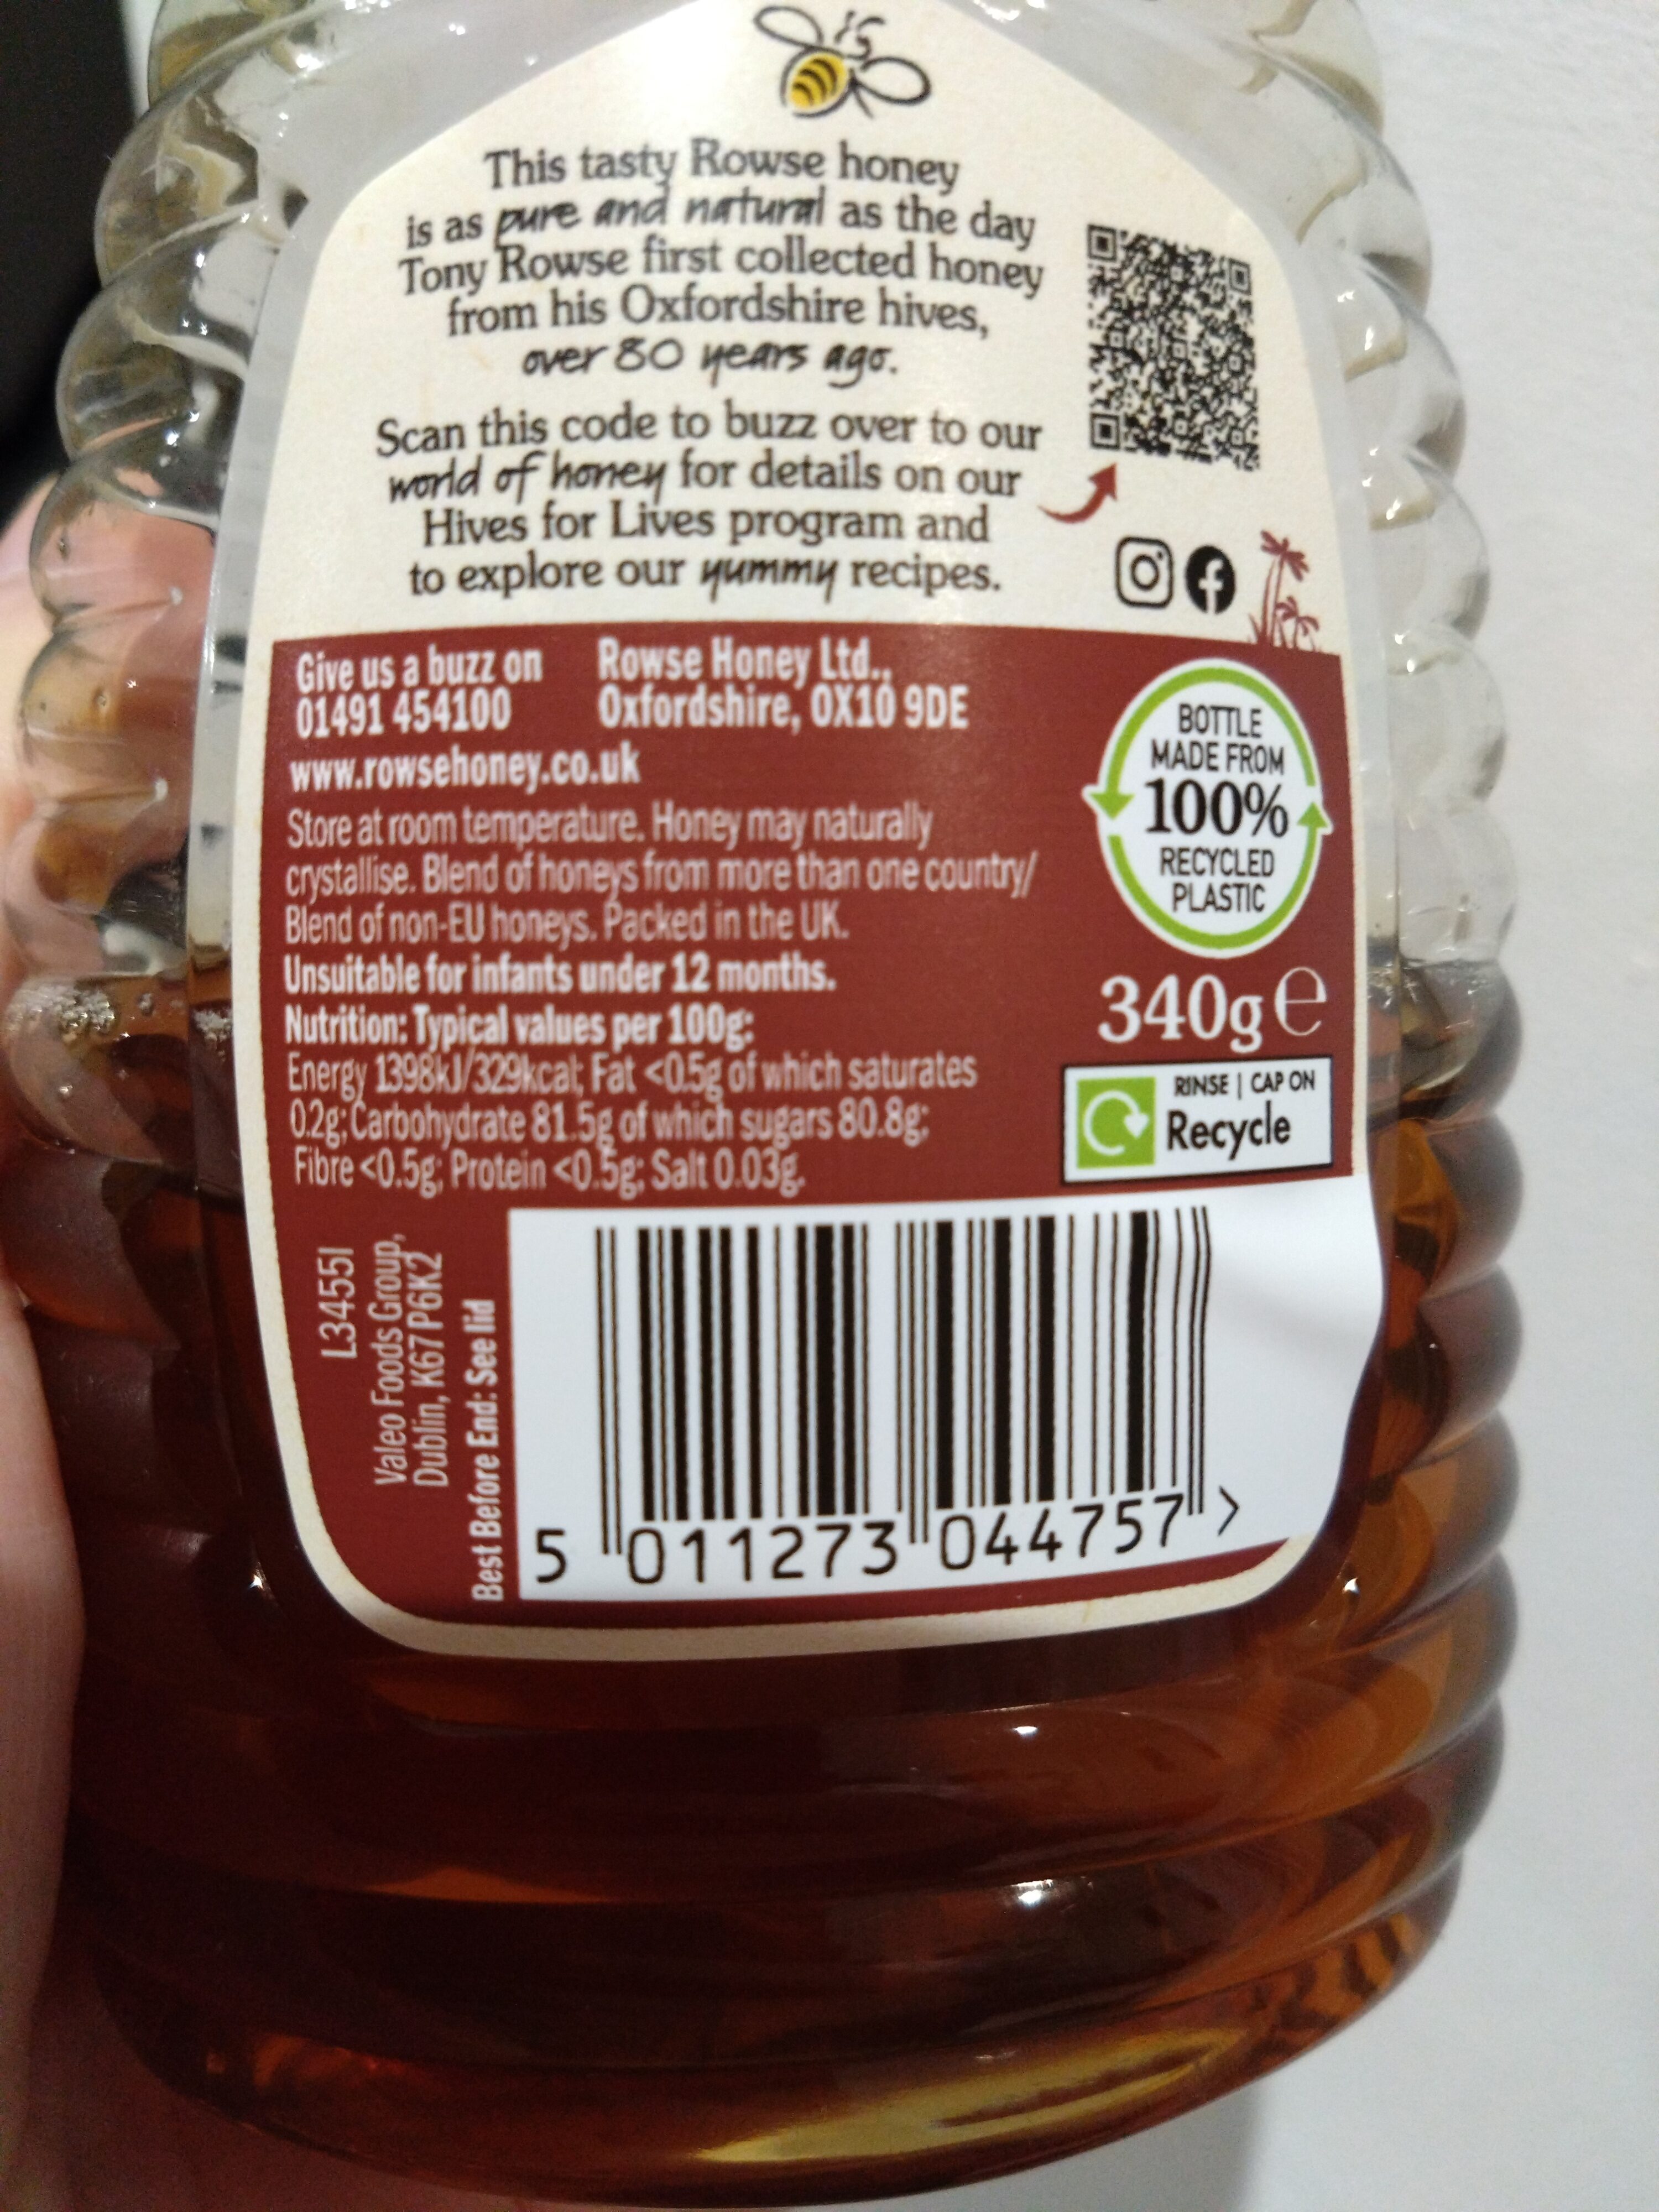 This tasty Rowse honey
is as pure and natural as the day
Tony Rowse first collected honey
from his Oxfordshire hives,
over 80 years ago.
Scan this code to buzz over to our
world of honey for details on our
Hives for Lives program and
to explore our yummy recipes.
Give us a buzz on
01491 454100
Rowse Honey Ltd.,
Oxfordshire, OX10 9DE
www.rowsehoney.co.uk
Store at room temperature. Honey may naturally
crystallise. Blend of honeys from more than one country/
Blend of non-EU honeys. Packed in the UK.
Unsuitable for infants under 12 months.
Nutrition: Typical values per 100g:
Energy 1398kJ/329kcal; Fat <0.5g of which saturates
0.2g; Carbohydrate 81.5g of which sugars 80.8g;
Fibre <0.5g; Protein <0.5g; Salt 0.03g.
BOTTLE
MADE FROM
100%
RECYCLED
PLASTIC
340g e
RINSE | CAP ON
Recycle
L3455I
Valeo Foods Group,
Dublin, K67 P6K2
Best Before End: See lid
5 011273 044757 >